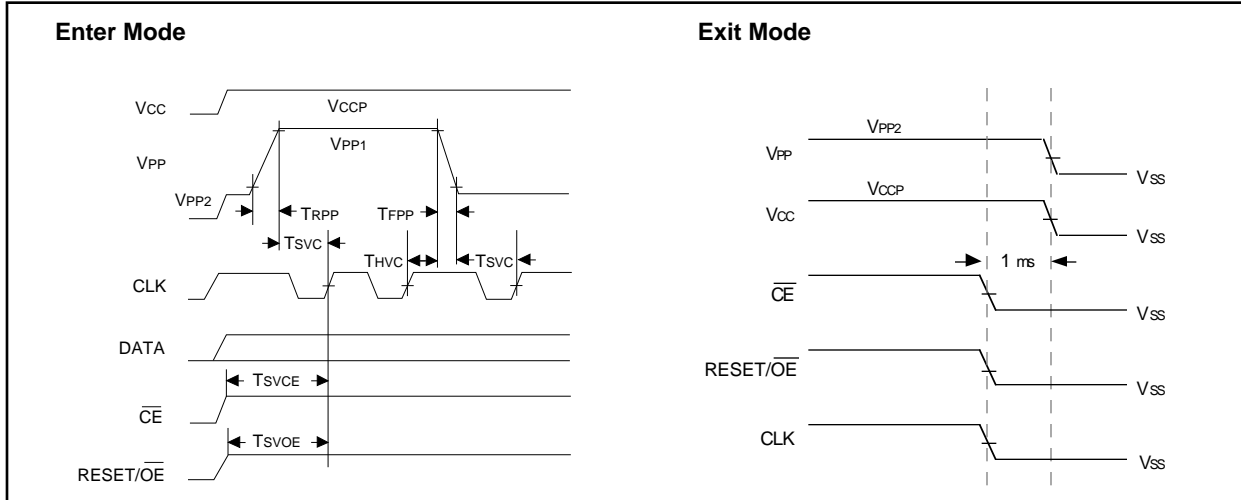 Enter Mode
VCC
VCCP
VPP1
VPP
VPP2
TRPP
TFPP
TSVC
THVC
TSVC
CLK
DATA
TSVCE
CE
TSVOE
RESET/OE
Exit Mode
VPP2
VPP
VSS
VCCP
VCC
VSS
1 ms
CE
VSS
RESET/OE
VSS
CLK
VSS